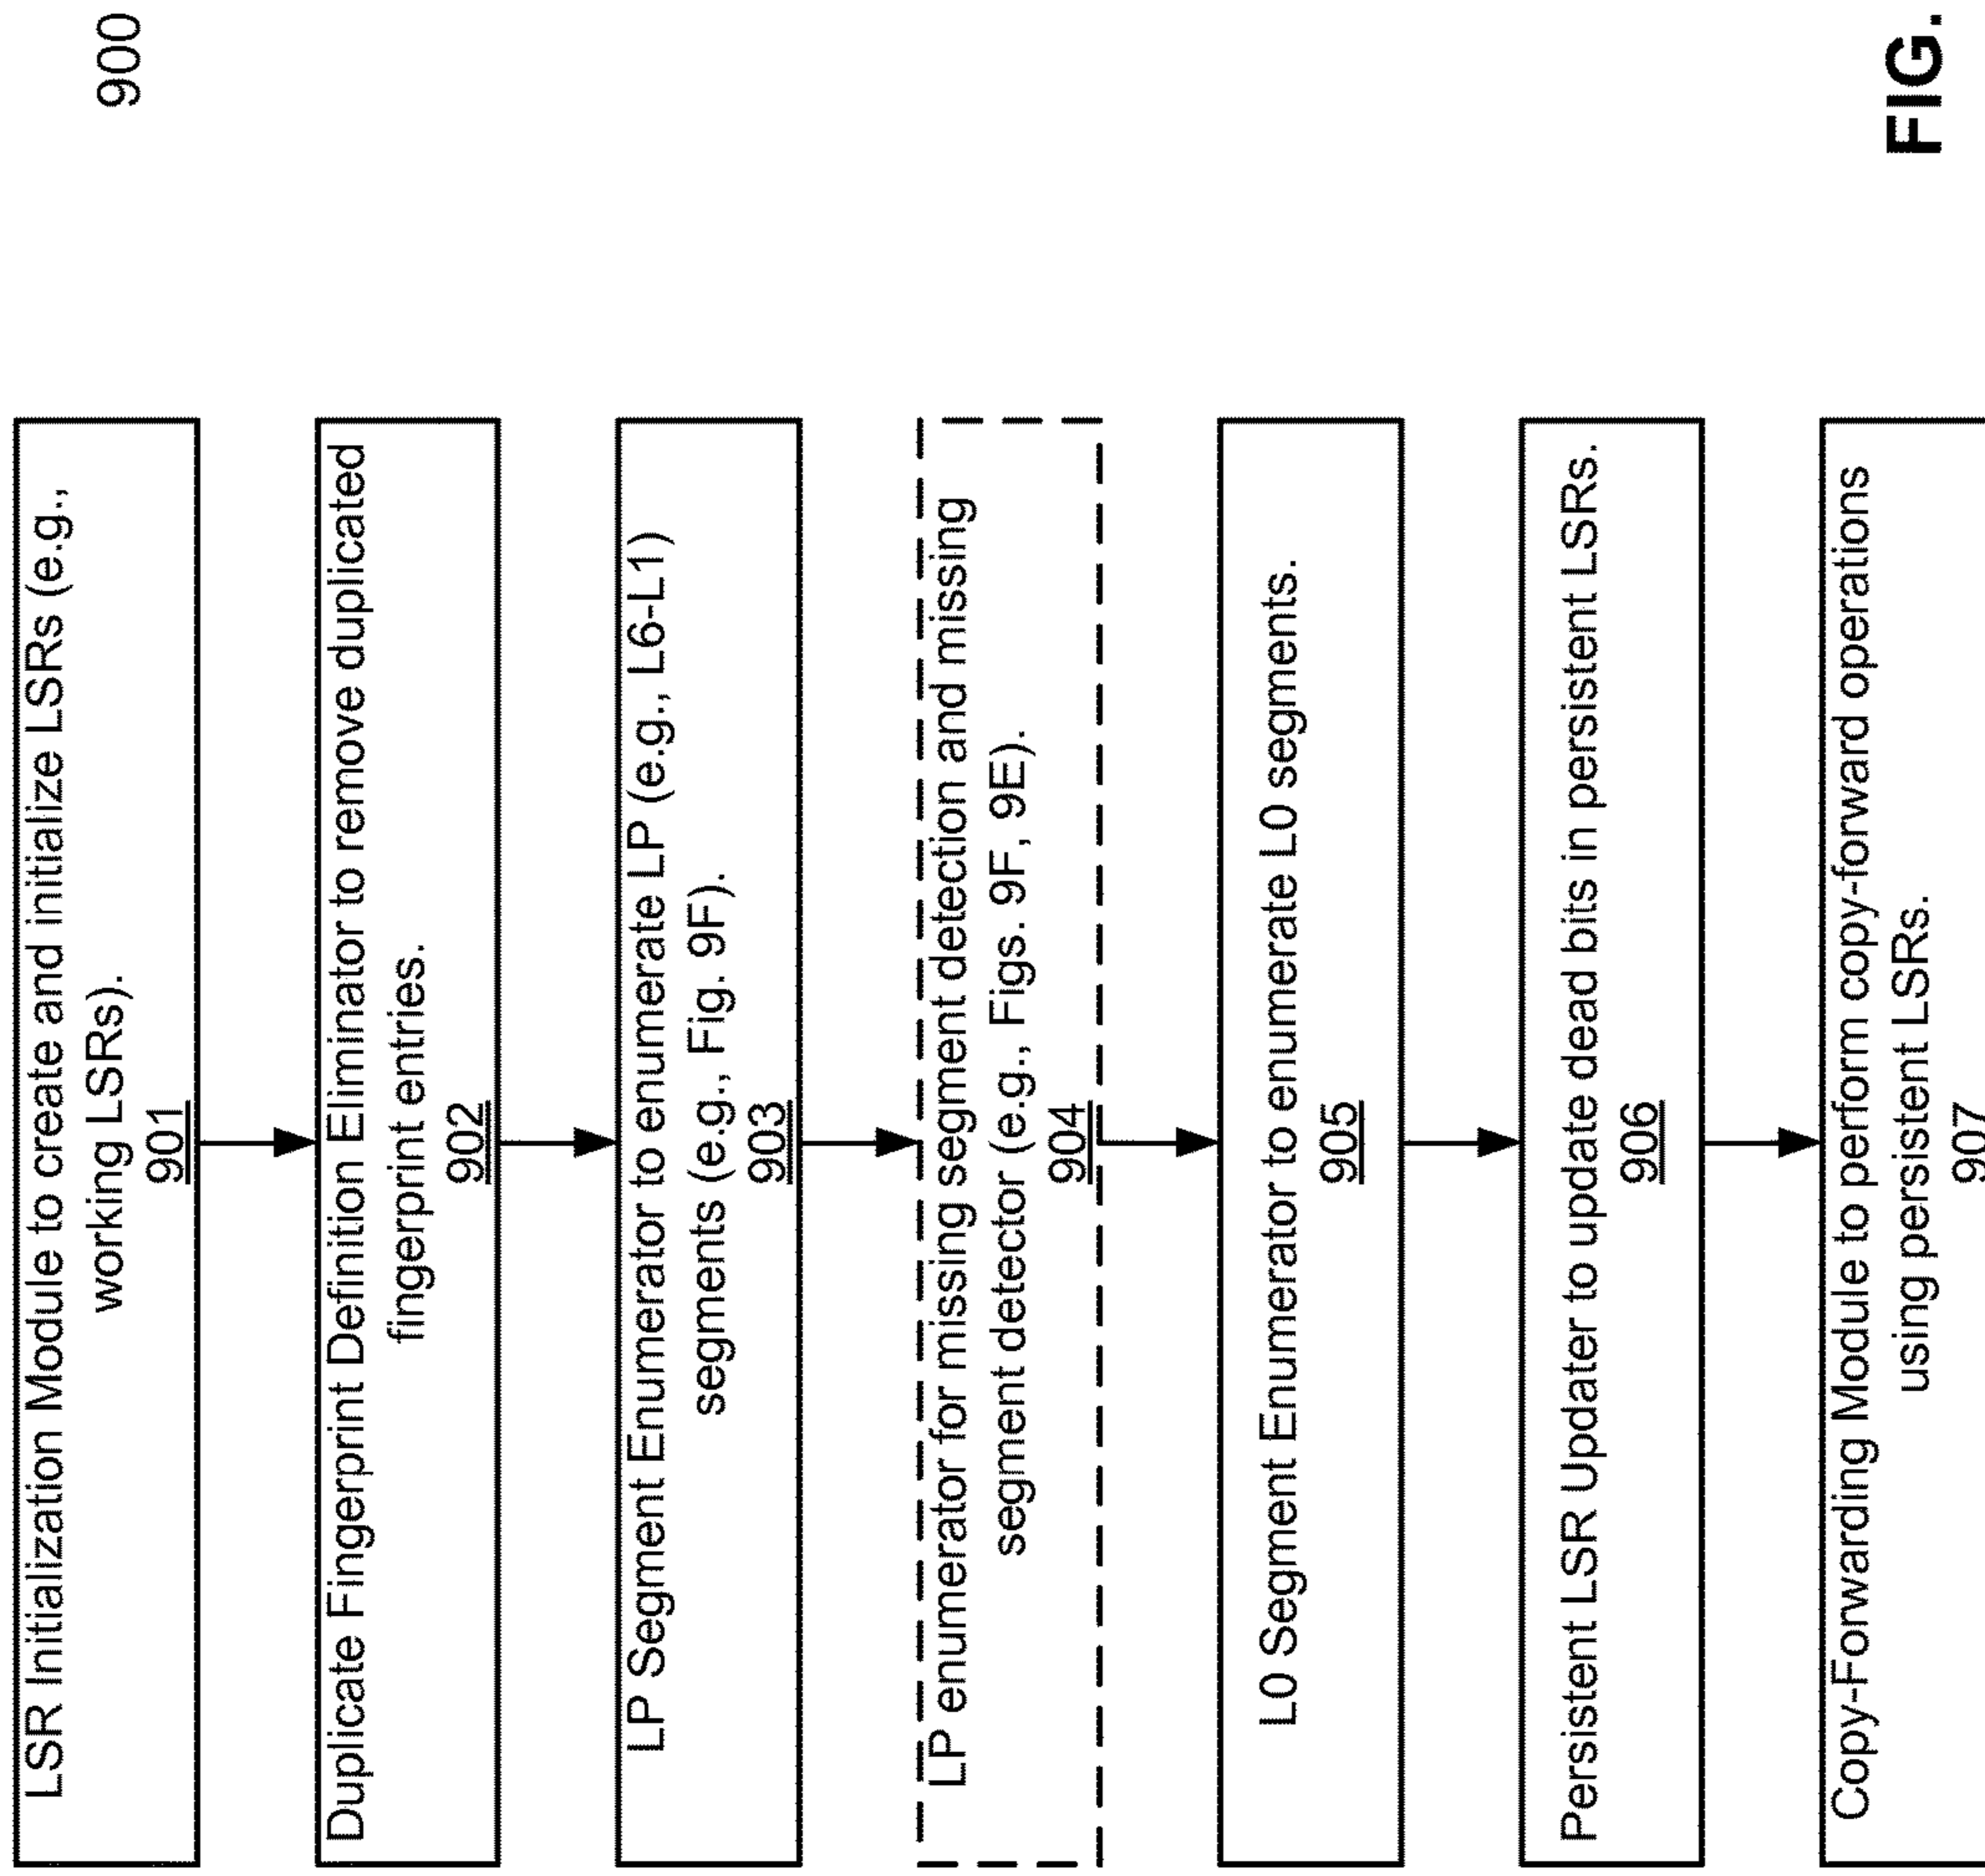 900
LSR Initialization Module to create and initialize LSRs (e.g.,
working LSRs).
901
Duplicate Fingerprint Definition Eliminator to remove duplicated
fingerprint entries.
902
LP Segment Enumerator to enumerate LP (e.g., L6-L1)
segments (e.g., Fig. 9F).
903
LP enumerator for missing segment detection and missing
segment detector (e.g., Figs. 9F, 9E).
904
L0 Segment Enumerator to enumerate L0 segments.
905
Persistent LSR Updater to update dead bits in persistent LSRs.
906
Copy-Forwarding Module to perform copy-forward operations
using persistent LSRs.
907
FIG.